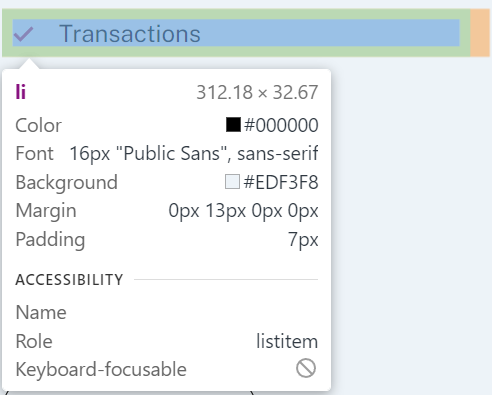 Transactions
li 312.18 × 32.67
Color #000000
Font 16px "Public Sans", sans-serif
Background #EDF3F8
Margin 0px 13px 0px 0px
Padding 7px
ACCESSIBILITY
Name
Role listitem
Keyboard-focusable